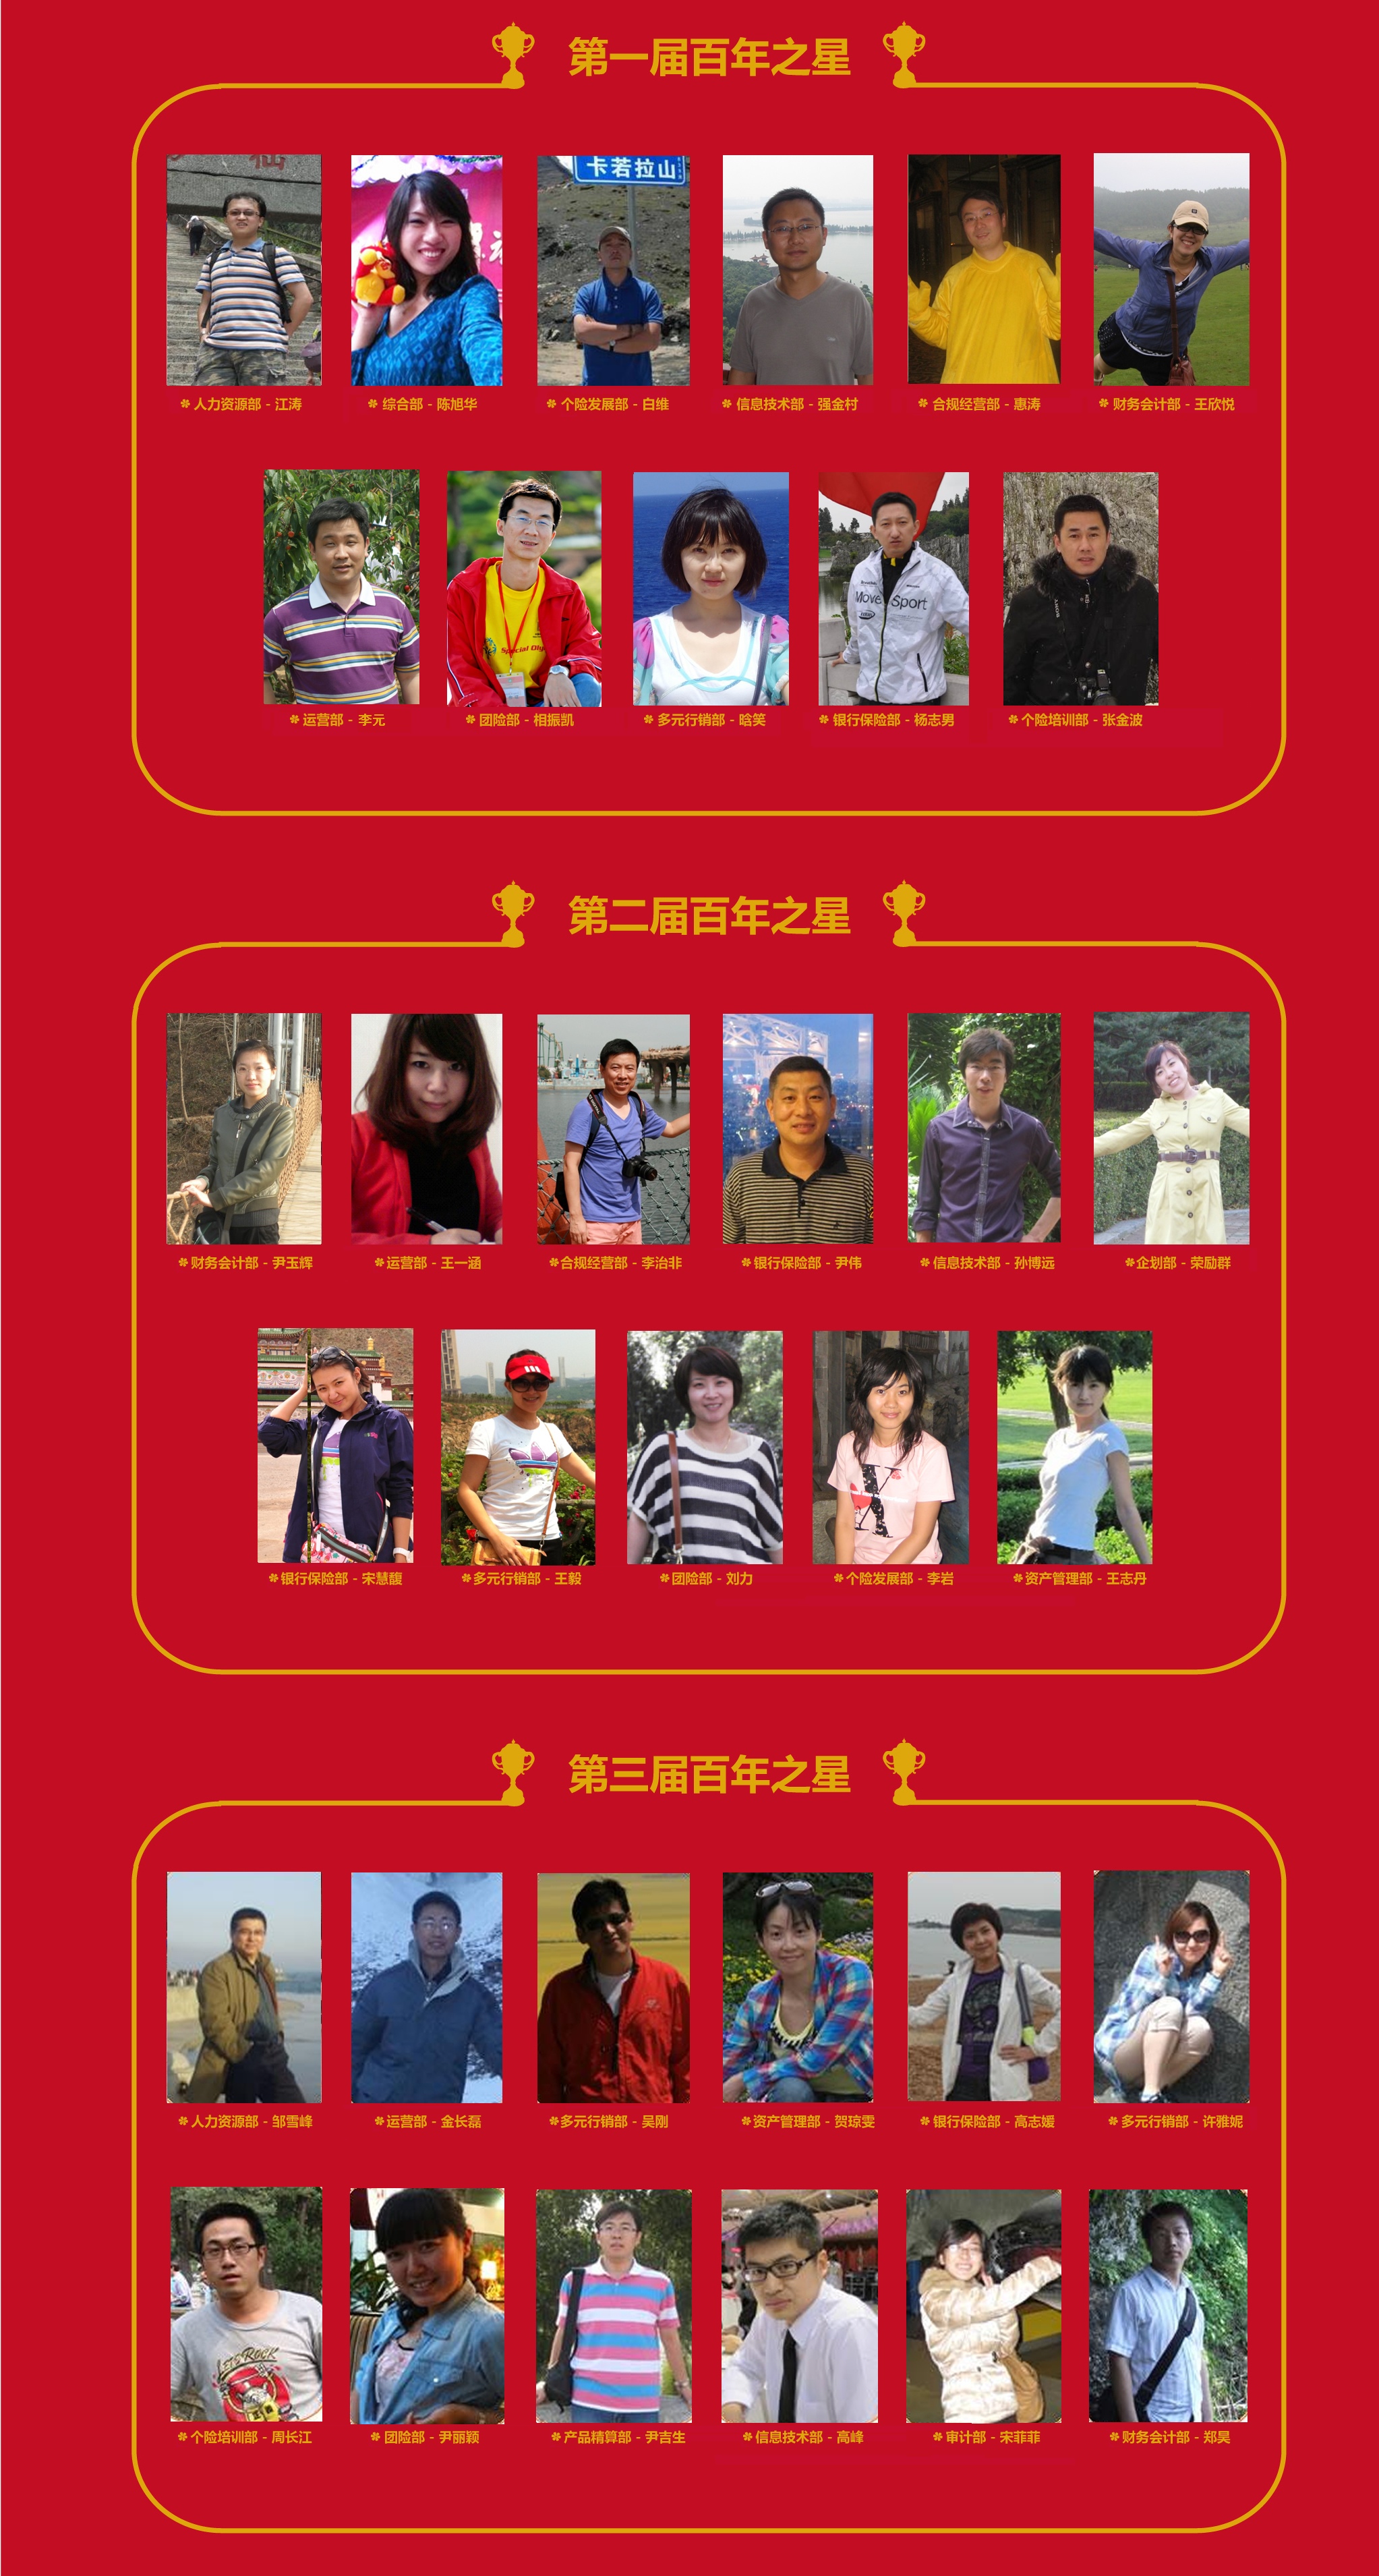 第一届百年之星
卡若拉山
人力资源部 - 江涛
综合部 - 陈旭华
个险发展部 - 白维
信息技术部 - 强金村
合规经营部 - 惠涛
财务会计部 - 王欣悦
Special Oly
Move Sport
运营部 - 李元
团险部 - 相振凯
多元行销部 - 晗笑
银行保险部 - 杨志男
个险培训部 - 张金波
第二届百年之星
财务会计部 - 尹玉辉
运营部 - 王一涵
合规经营部 - 李治非
银行保险部 - 尹伟
信息技术部 - 孙博远
企划部 - 荣励群
银行保险部 - 宋慧馥
多元行销部 - 王毅
团险部 - 刘力
个险发展部 - 李岩
资产管理部 - 王志丹
第三届百年之星
人力资源部 - 邹雪峰
运营部 - 金长磊
多元行销部 - 吴刚
资产管理部 - 贺琼雯
银行保险部 - 高志媛
多元行销部 - 许雅妮
LET'S ROCK
个险培训部 - 周长江
团险部 - 尹丽颖
产品精算部 - 尹吉生
信息技术部 - 高峰
审计部 - 宋菲菲
财务会计部 - 郑昊